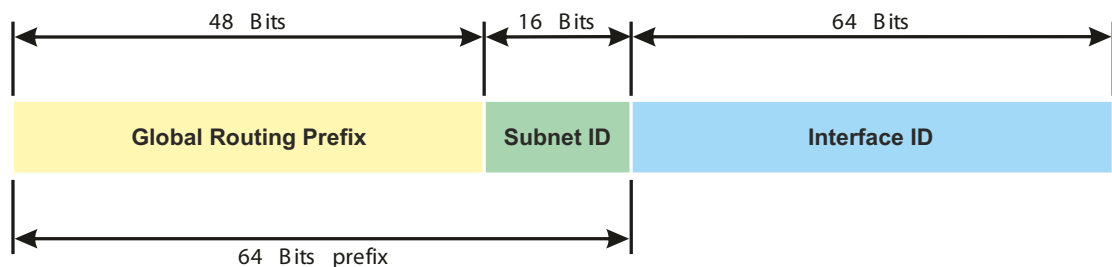 48 Bits 16 Bits 64 Bits
Global Routing Prefix Subnet ID Interface ID
64 Bits prefix